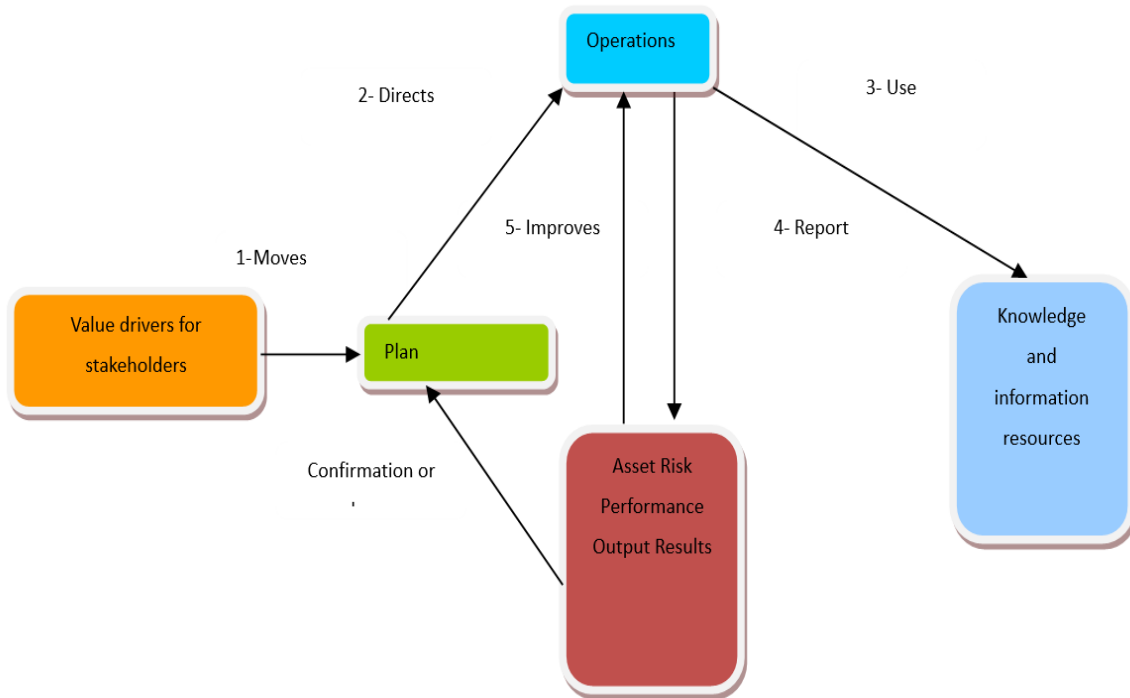 Operations
2- Directs
3- Use
5- Improves
4- Report
1-Moves
Value drivers for
stakeholders
Plan
Knowledge
and
information
resources
Confirmation or
Asset Risk
Performance
Output Results